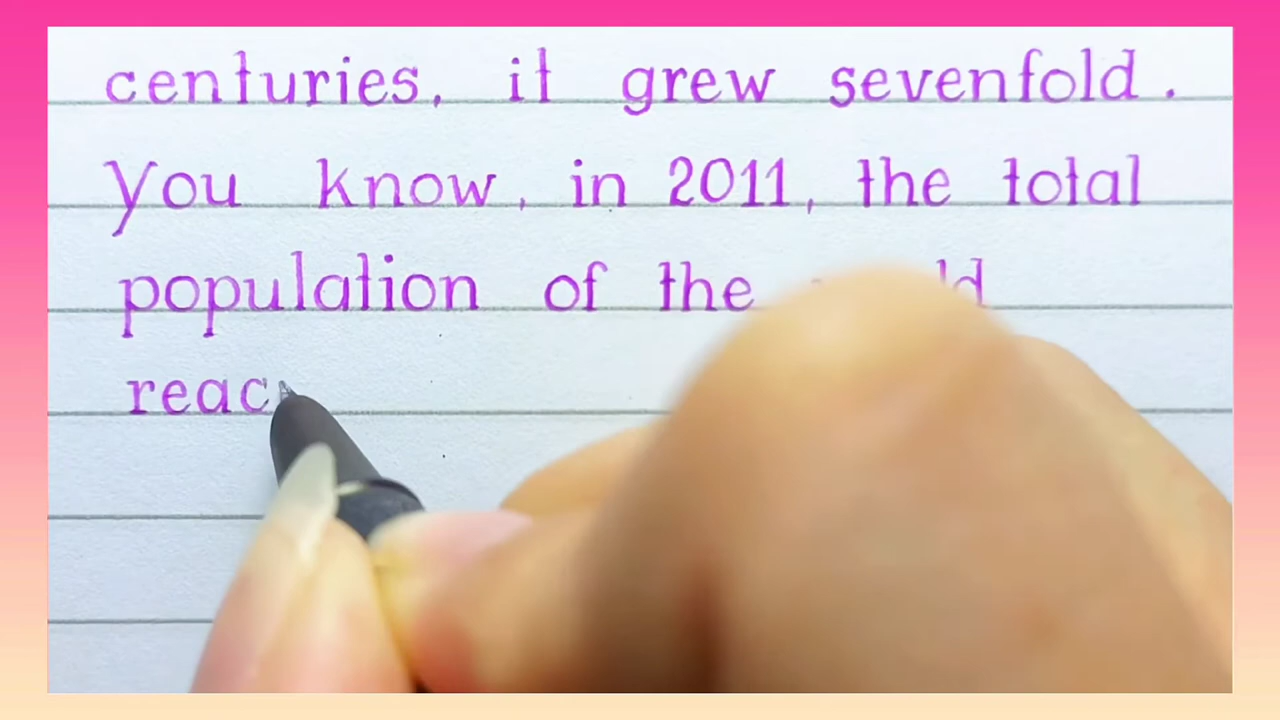 centuries, it grew sevenfold.
You know, in 2011, the total
population of the
reac